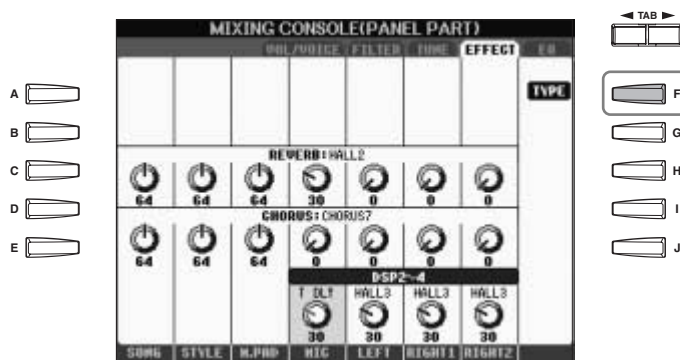 MIXING CONSOLE(PANEL PART)
VOL/VOICE FILTER TUNE EFFECT EQ
TAB
TYPE
A
B
C
D
E
F
G
H
I
J
REVERB: HALL2
64 64 64 30 0 0 0
CHORUS: CHORUS7
64 64 64 0 0 0 0
DSP2~4
HALL3 HALL3 HALL3
30 30 30 30
SONG STYLE M.PAD MIC LEFT RIGHT1 RIGHT2